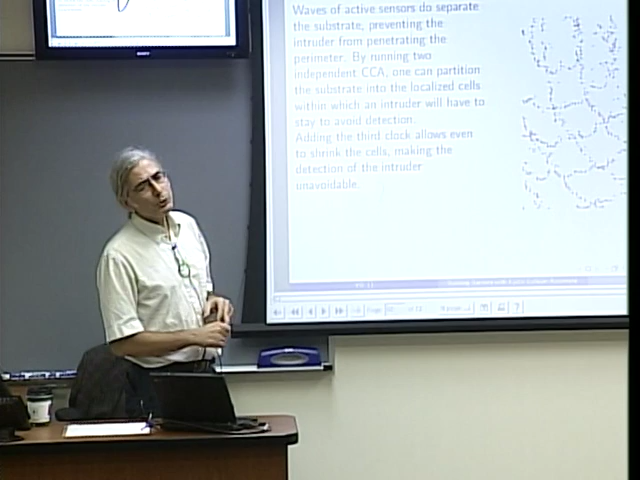 SONY
Waves of active sensors do separate
the substrate, preventing the
intruder from penetrating the
perimeter. By running two
independent CCA, one can partition
the substrate into the localized cells
within which an intruder will have to
stay to avoid detection.
Adding the third clock allows even
to shrink the cells, making the
detection of the intruder
unavoidable.
Page